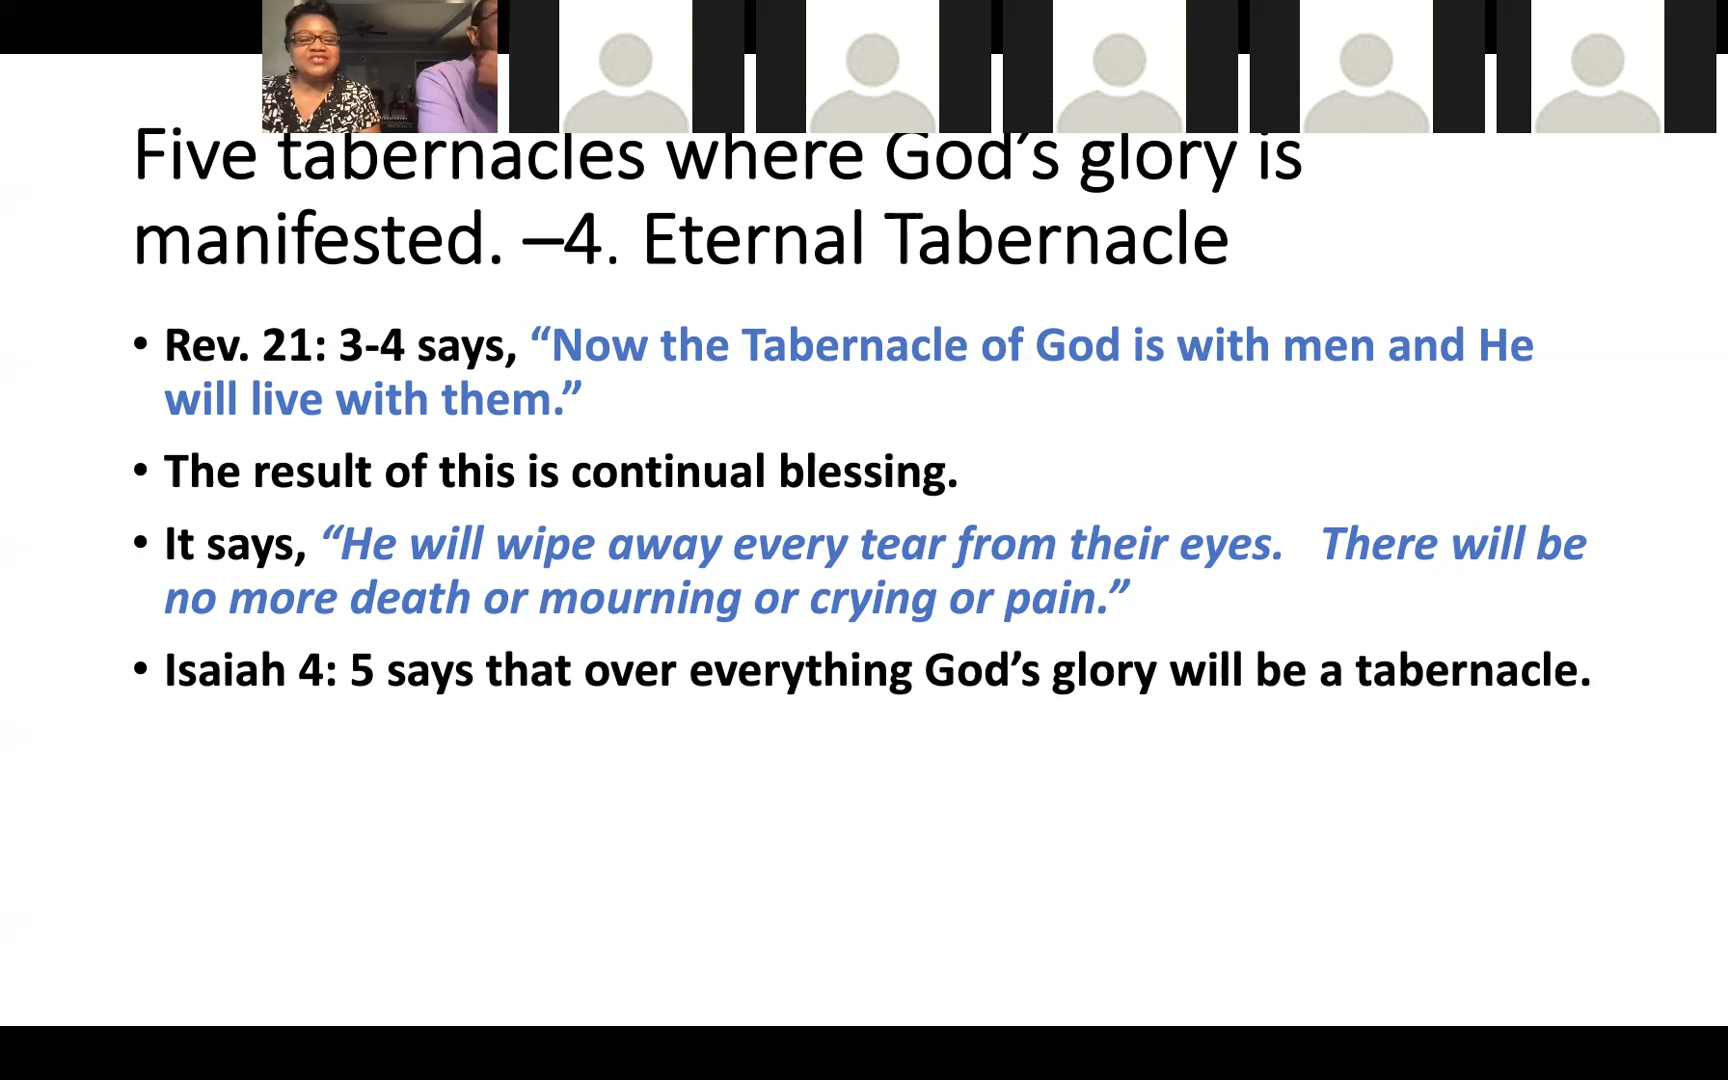 Five tabernacles where God’s glory is
manifested. –4. Eternal Tabernacle
• Rev. 21: 3-4 says, “Now the Tabernacle of God is with men and He
will live with them.”
• The result of this is continual blessing.
• It says, “He will wipe away every tear from their eyes.   There will be
no more death or mourning or crying or pain.”
• Isaiah 4: 5 says that over everything God’s glory will be a tabernacle.